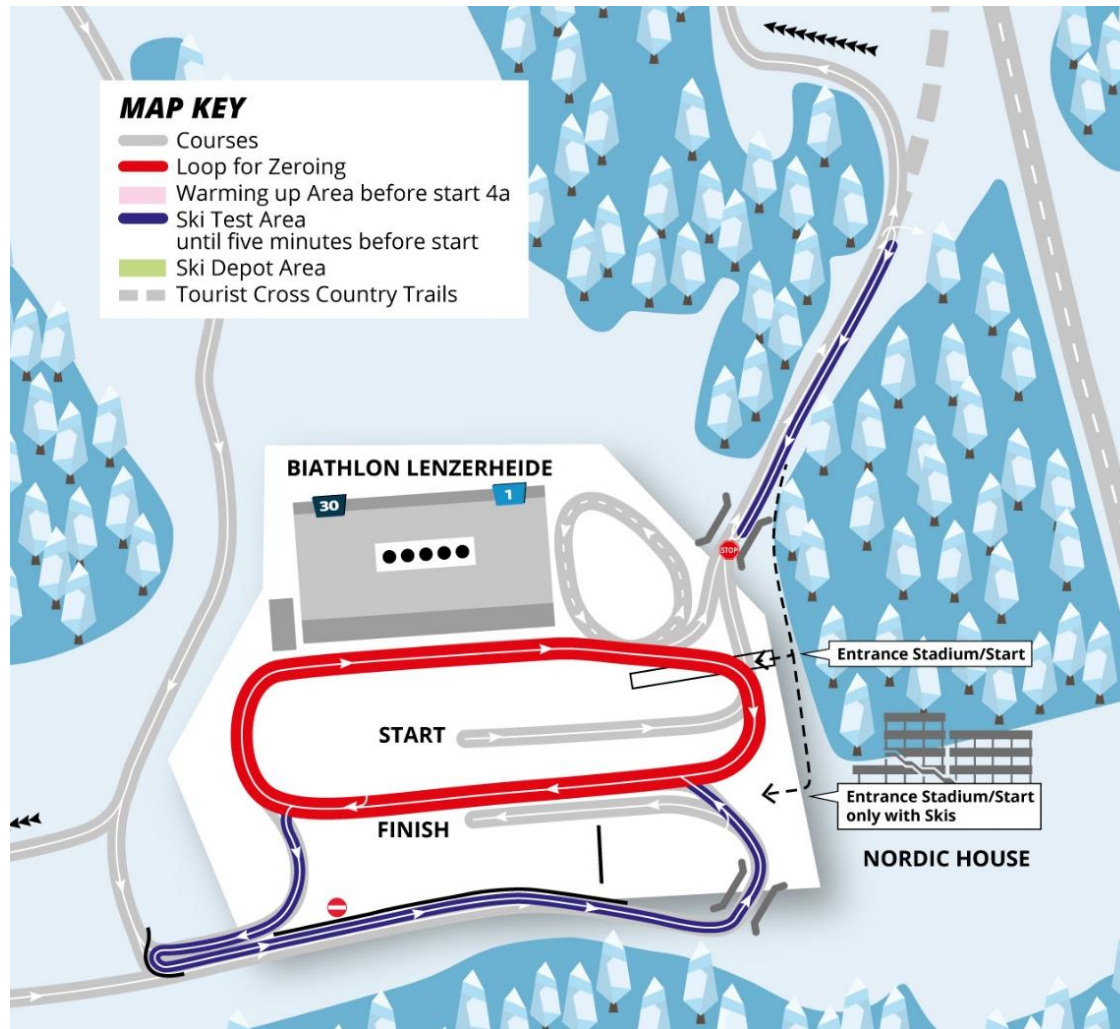 MAP KEY
Courses
Loop for Zeroing
Warming up Area before start 4a
Ski Test Area
until five minutes before start
Ski Depot Area
Tourist Cross Country Trails
BIATHLON LENZERHEIDE
30
1
STOP
Entrance Stadium/Start
START
Entrance Stadium/Start
only with Skis
FINISH
NORDIC HOUSE